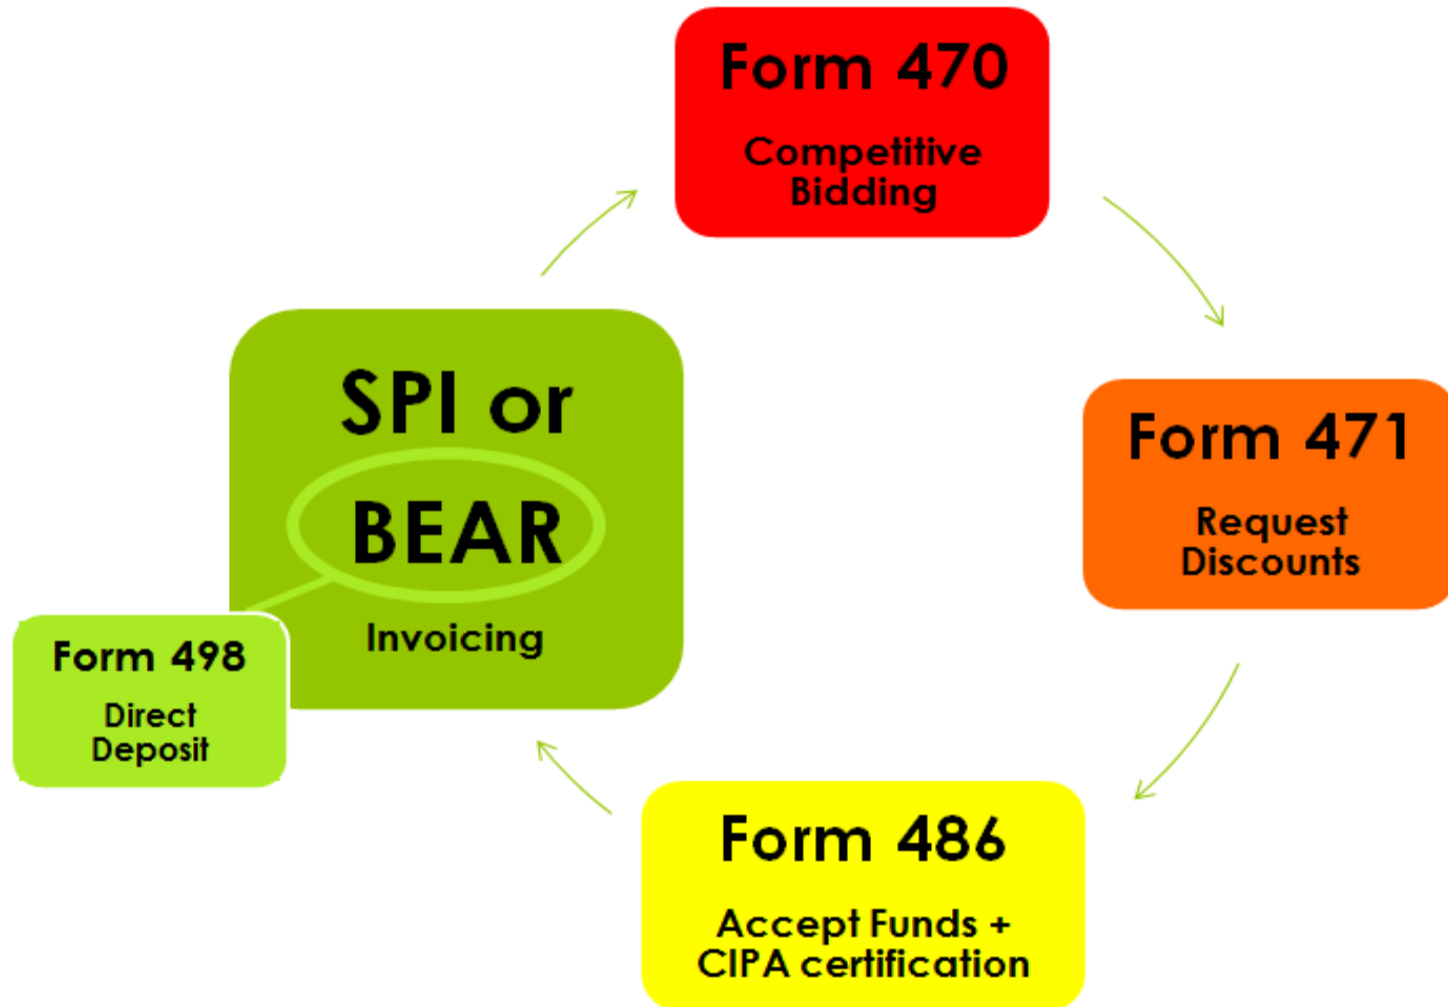 Form 470
Competitive
Bidding
Form 471
Request
Discounts
Form 486
Accept Funds +
CIPA certification
SPI or
BEAR
Invoicing
Form 498
Direct
Deposit